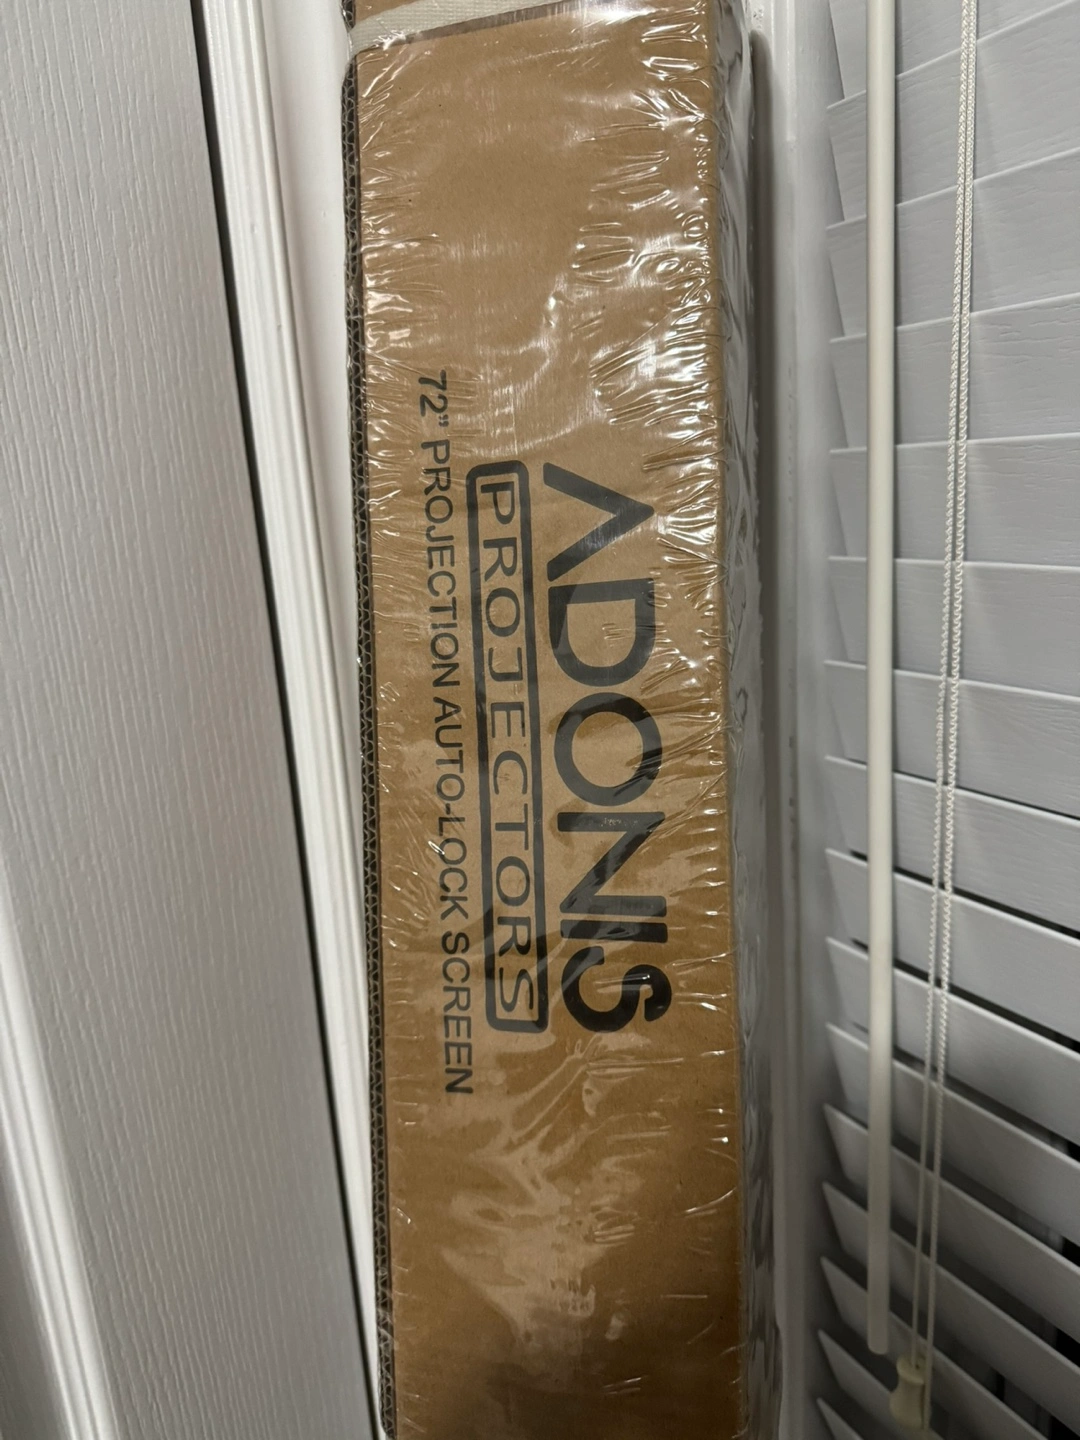 ADONIS
PROJECTORS
72" PROJECTION AUTO-LOCK SCREEN